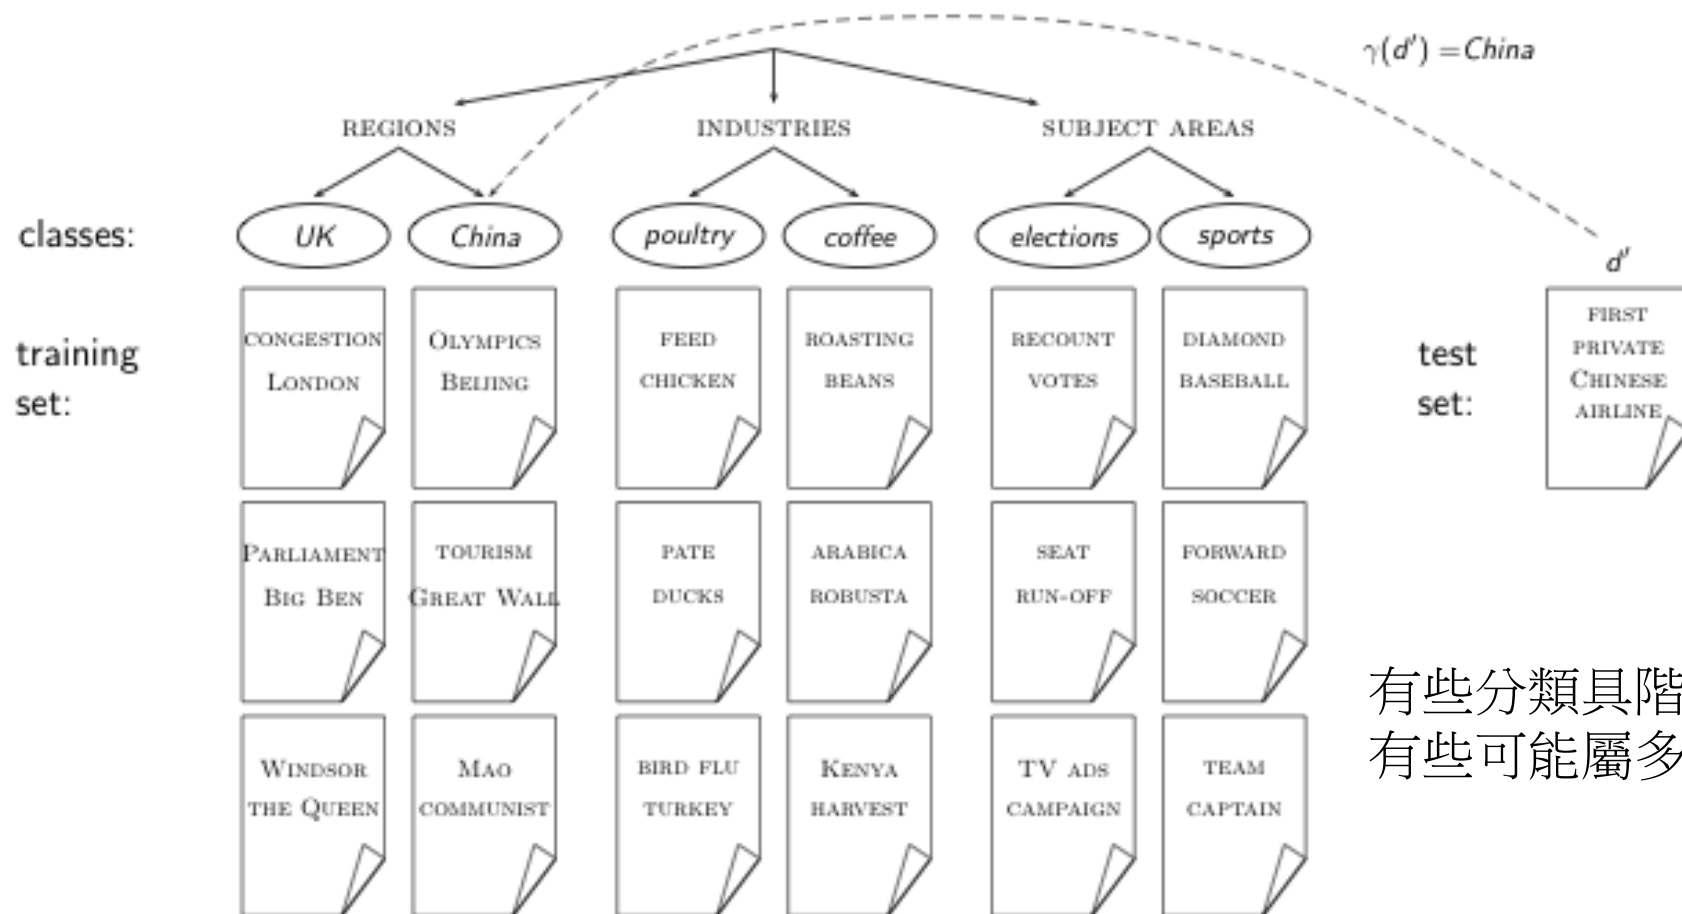 γ(d′) =China
REGIONS INDUSTRIES SUBJECT AREAS
classes: UK China poultry coffee elections sports
d′
training
set:
CONGESTION
LONDON
OLYMPICS
BEIJING
FEED
CHICKEN
ROASTING
BEANS
RECOUNT
VOTES
DIAMOND
BASEBALL
test
set:
FIRST
PRIVATE
CHINESE
AIRLINE
PARLIAMENT
BIG BEN
TOURISM
GREAT WALL
PATE
DUCKS
ARABICA
ROBUSTA
SEAT
RUN-OFF
FORWARD
SOCCER
WINDSOR
THE QUEEN
MAO
COMMUNIST
BIRD FLU
TURKEY
KENYA
HARVEST
TV ADS
CAMPAIGN
TEAM
CAPTAIN
有些分類具階
有些可能屬多